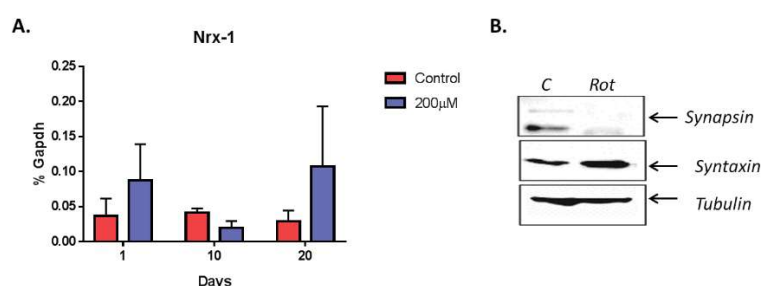 A.
Nrx-1
0.25
0.20
0.15
0.10
0.05
0.00
% Gapdh
1 10 20
Days
Control
200µM
B.
C Rot
Synapsin
Syntaxin
Tubulin